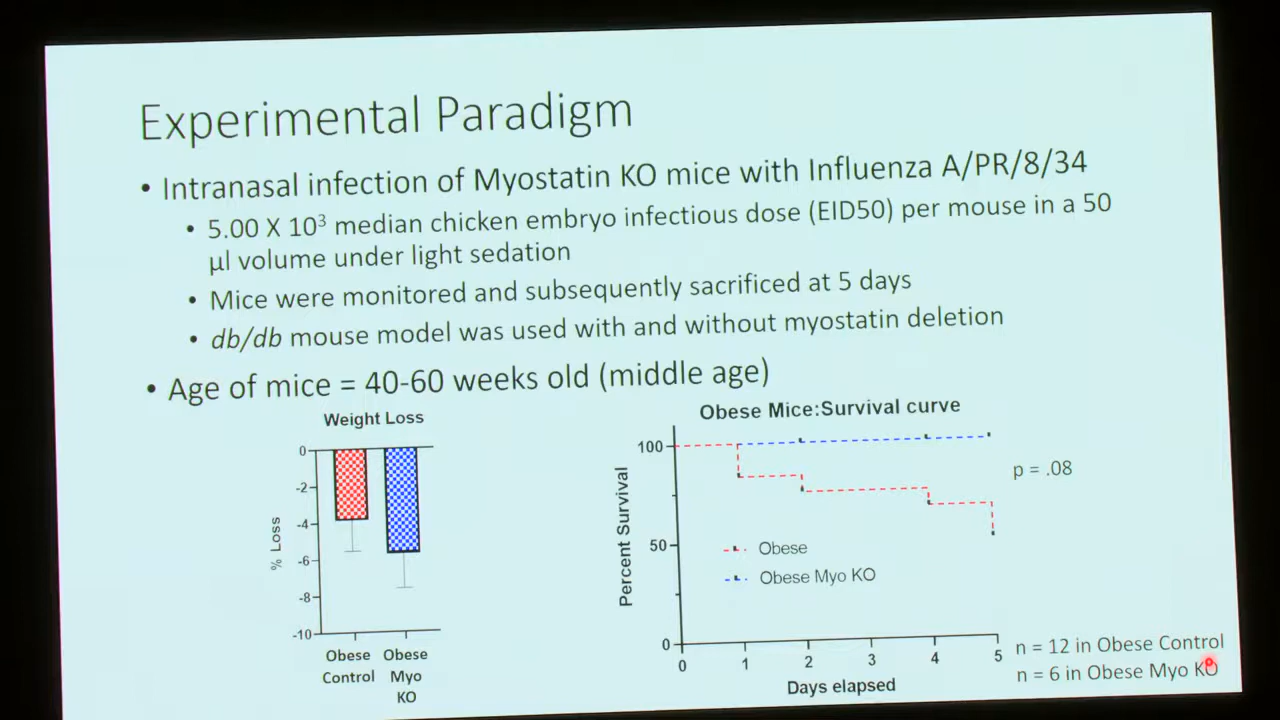 Experimental Paradigm
• Intranasal infection of Myostatin KO mice with Influenza A/PR/8/34
• 5.00 X 10³ median chicken embryo infectious dose (EID50) per mouse in a 50
µl volume under light sedation
• Mice were monitored and subsequently sacrificed at 5 days
• db/db mouse model was used with and without myostatin deletion
• Age of mice = 40-60 weeks old (middle age)
Weight Loss
0
-2
-4
-6
-8
-10
% Loss
Obese
Control
Obese
Myo
KO
Obese Mice:Survival curve
100
50
0
Percent Survival
Obese
Obese Myo KO
0 1 2 3 4 5
Days elapsed
p = .08
n = 12 in Obese Control
n = 6 in Obese Myo KO